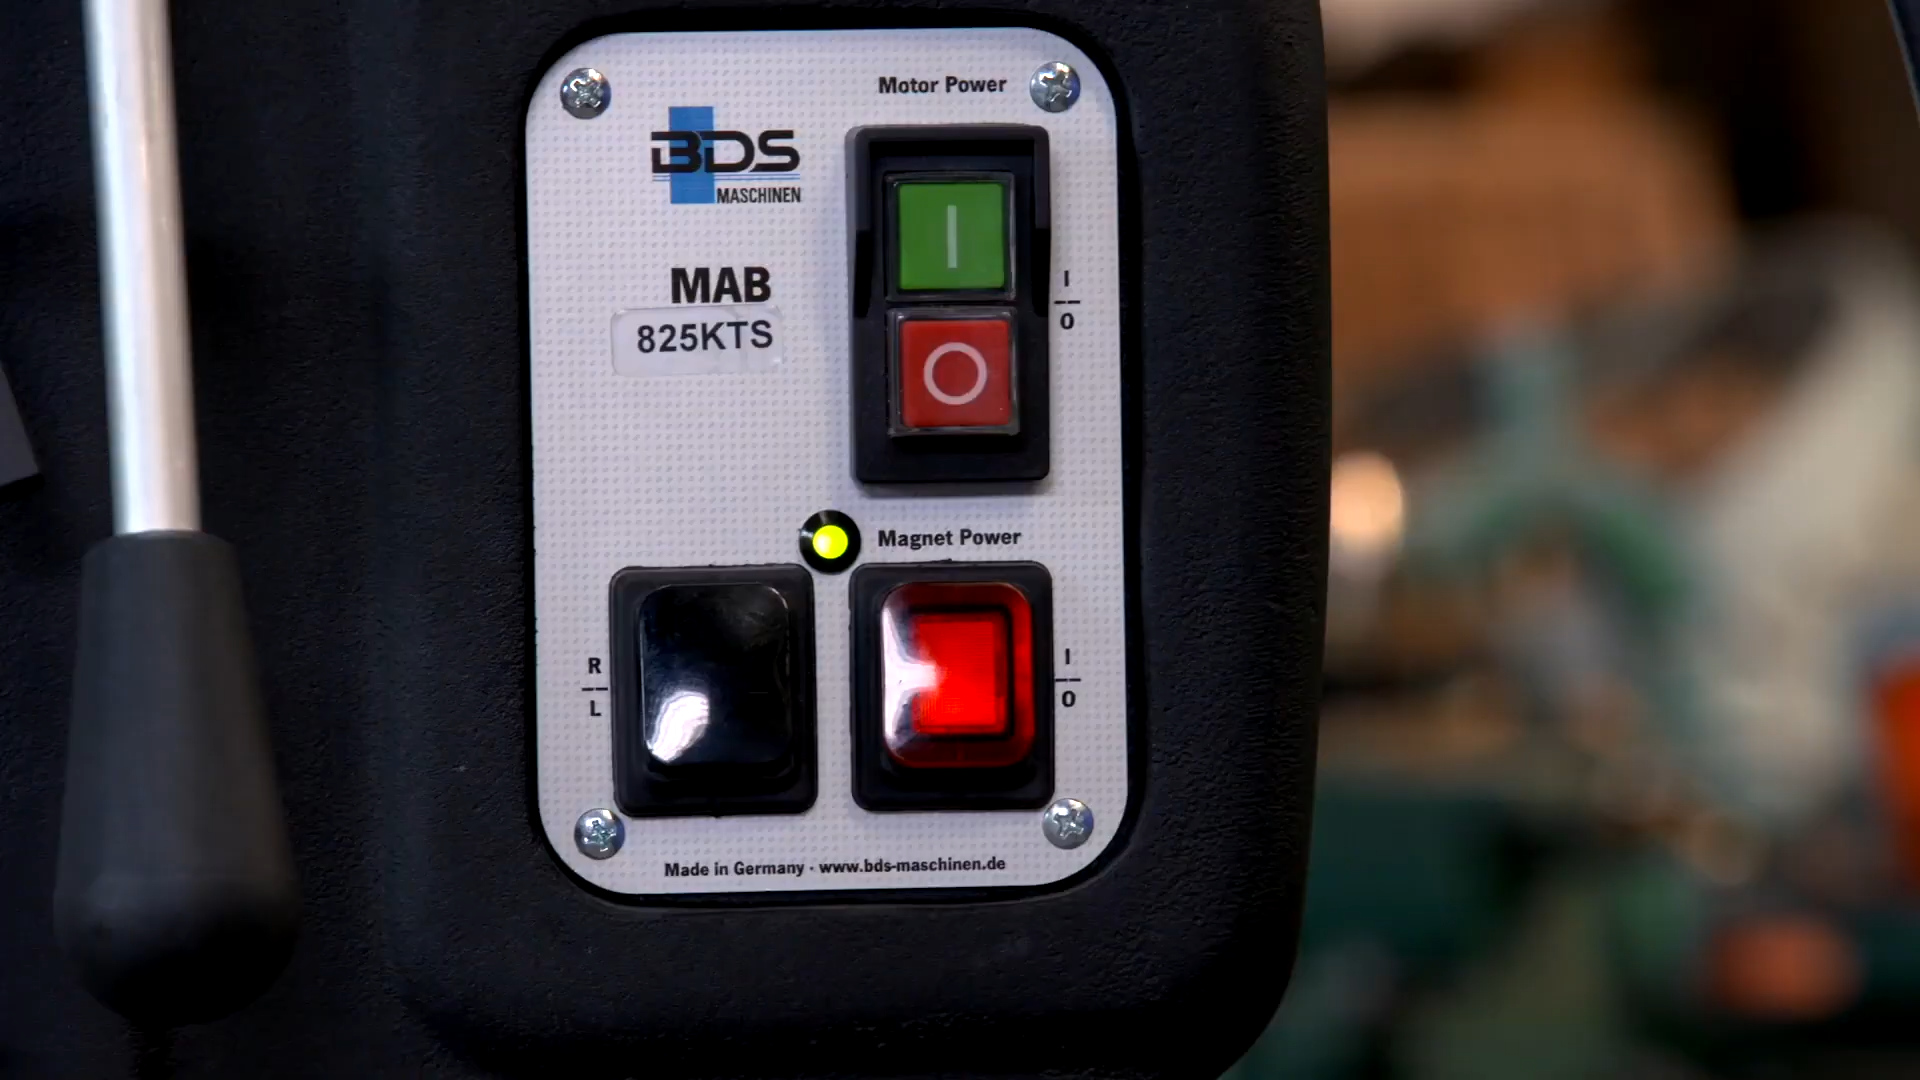 Motor Power
BDS
MASCHINEN
MAB
825KTS
I
I
0
O
Magnet Power
R
L
I
0
Made in Germany · www.bds-maschinen.de